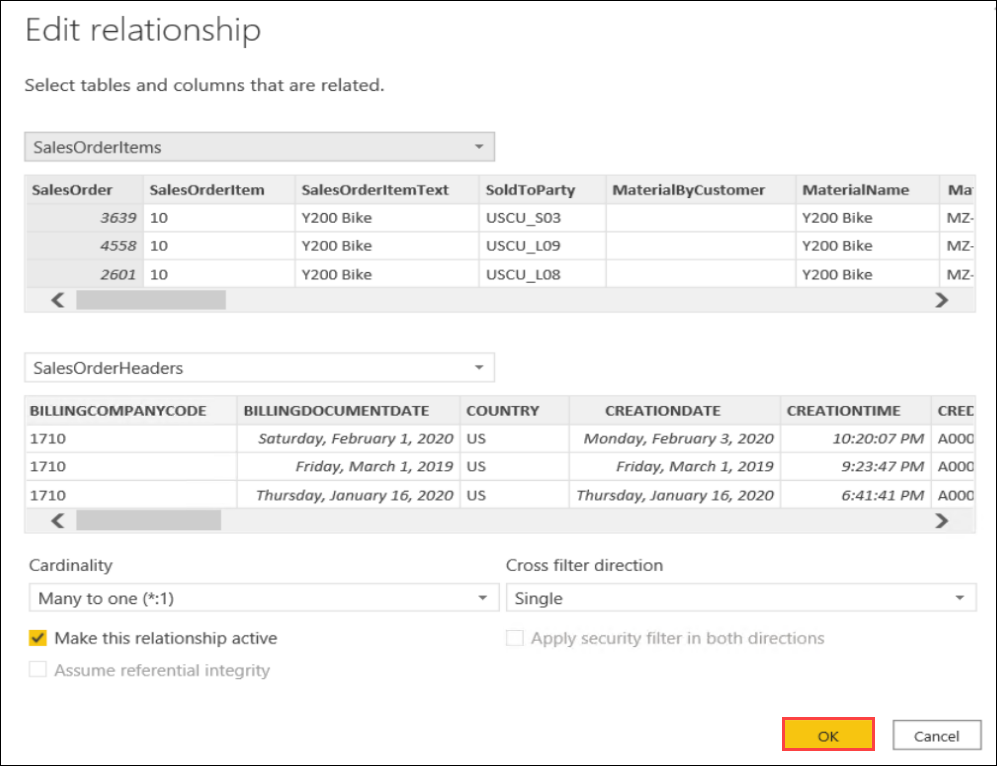 Edit relationship
Select tables and columns that are related.
SalesOrderItems
SalesOrder SalesOrderItem SalesOrderItemText SoldToParty MaterialByCustomer MaterialName Ma
3639 10 Y200 Bike USCU_S03 Y200 Bike MZ-
4558 10 Y200 Bike USCU_L09 Y200 Bike MZ-
2601 10 Y200 Bike USCU_L08 Y200 Bike MZ-
SalesOrderHeaders
BILLINGCOMPANYCODE BILLINGDOCUMENTDATE COUNTRY CREATIONDATE CREATIONTIME CRED
1710 Saturday, February 1, 2020 US Monday, February 3, 2020 10:20:07 PM A000
1710 Friday, March 1, 2019 US Friday, March 1, 2019 9:23:47 PM A000
1710 Thursday, January 16, 2020 US Thursday, January 16, 2020 6:41:41 PM A000
Cardinality Cross filter direction
Many to one (*:1) Single
Make this relationship active Apply security filter in both directions
Assume referential integrity
OK Cancel